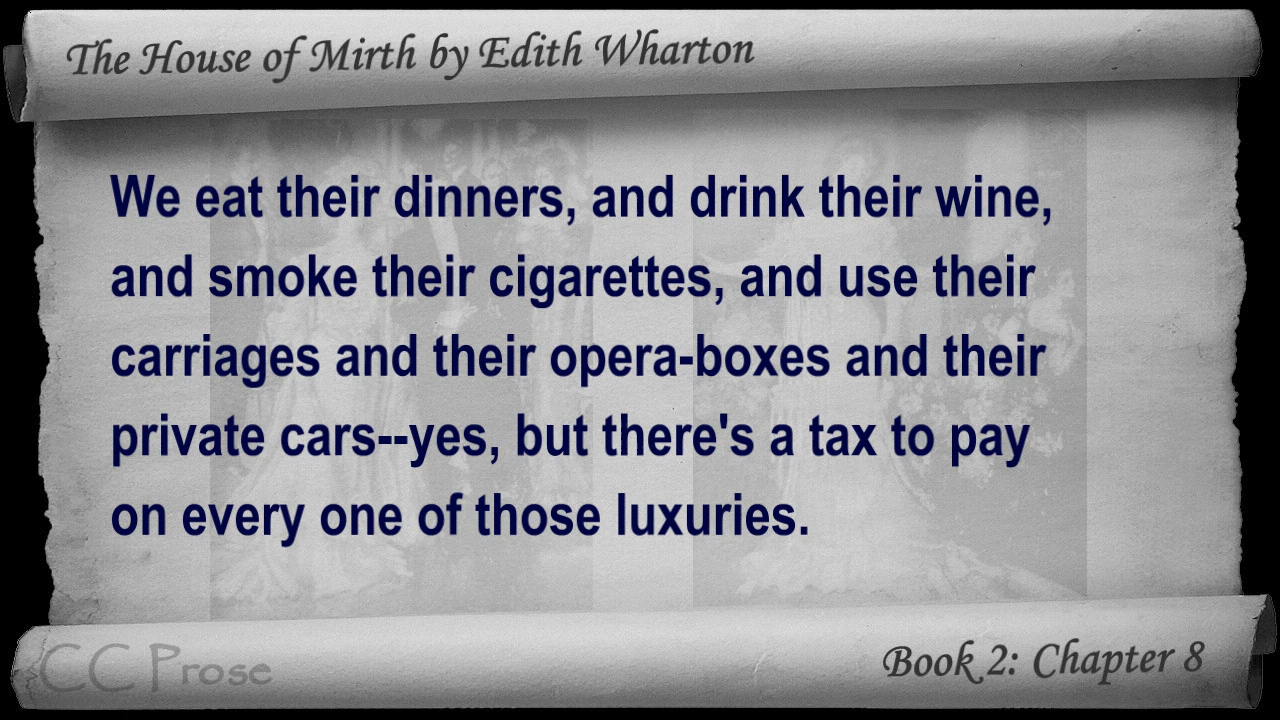 The House of Mirth by Edith Wharton
We eat their dinners, and drink their wine,
and smoke their cigarettes, and use their
carriages and their opera-boxes and their
private cars--yes, but there's a tax to pay
on every one of those luxuries.
CC Prose
Book 2: Chapter 8